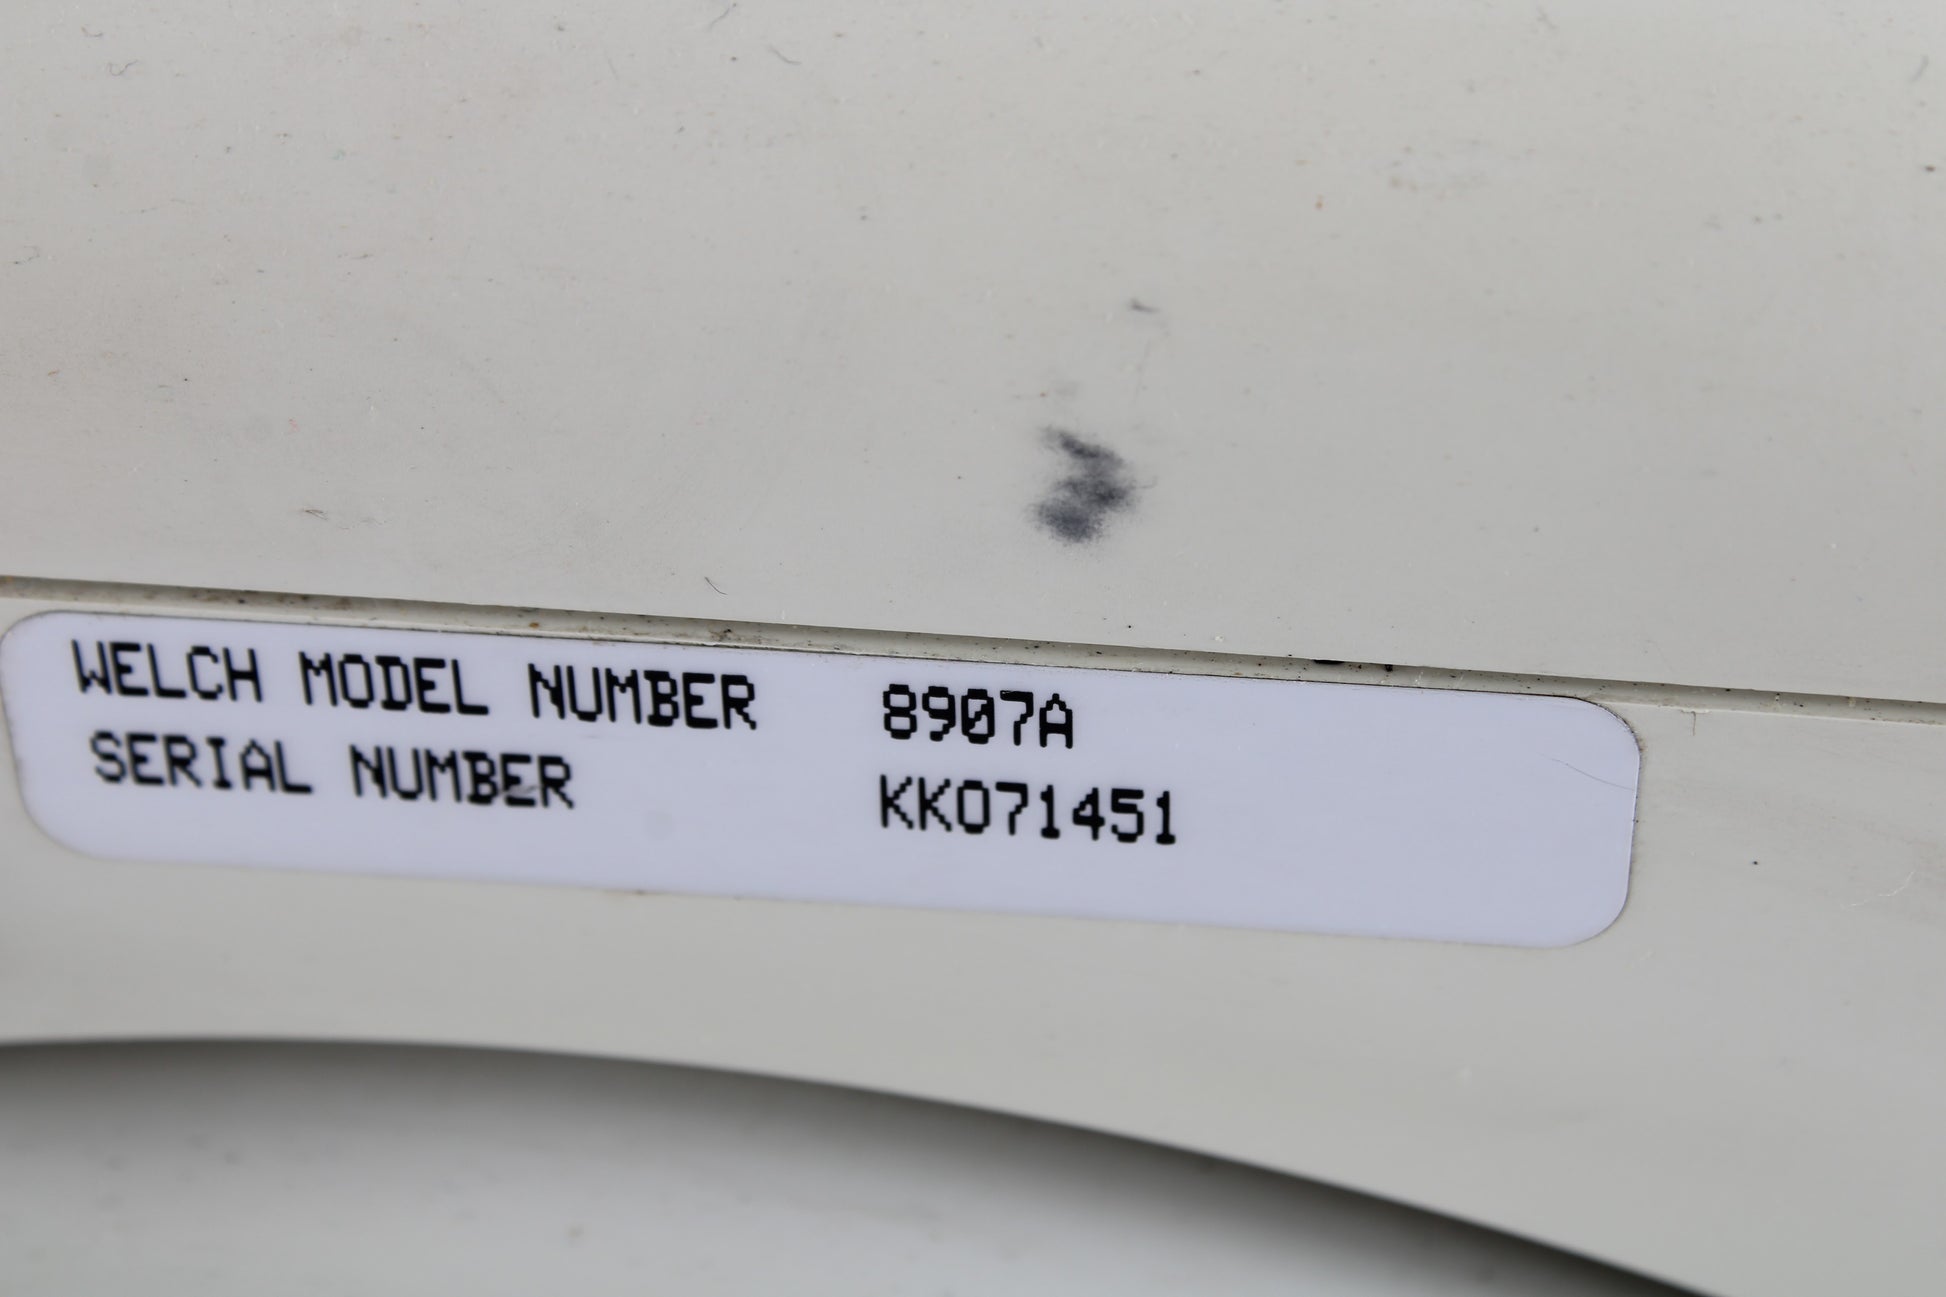 WELCH MODEL NUMBER 8907A
SERIAL NUMBER KK071451